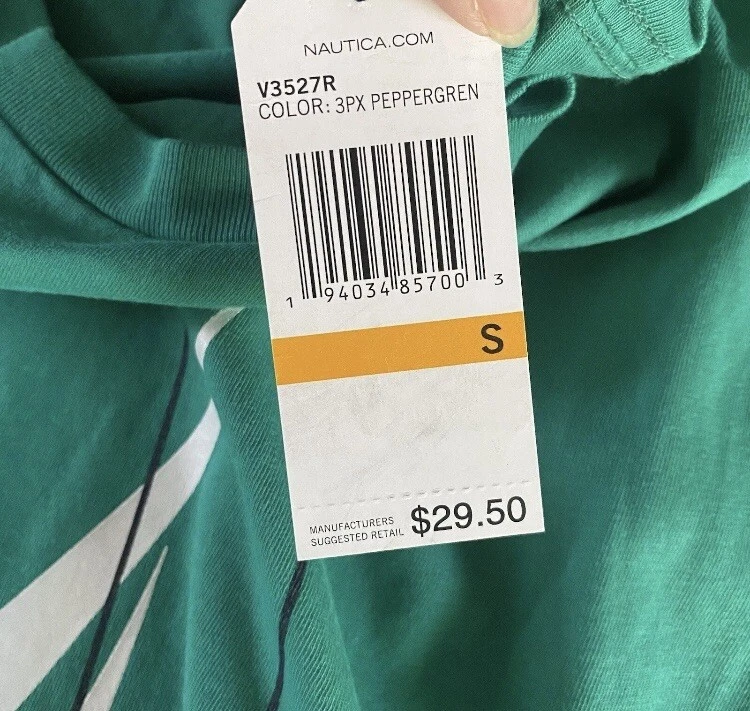 NAUTICA.COM
V3527R
COLOR: 3PX PEPPERGREN
1 94034 85700 3
S
MANUFACTURERS
SUGGESTED RETAIL $29.50